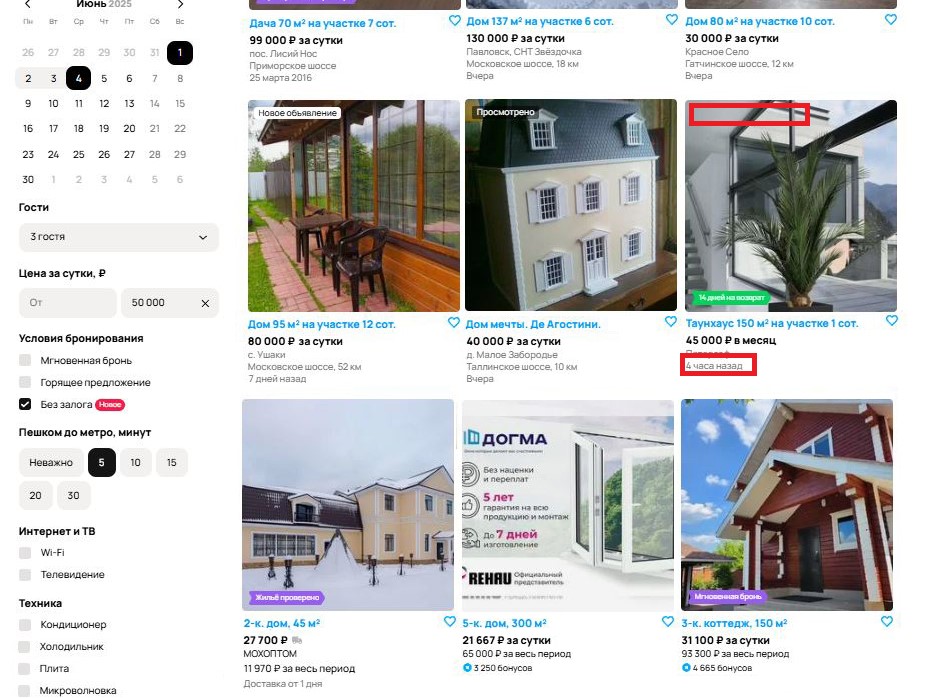 Июнь 2025
Пн Вт Ср Чт Пт Сб Вс
26 27 28 29 30 31 1
2 3 4 5 6 7 8
9 10 11 12 13 14 15
16 17 18 19 20 21 22
23 24 25 26 27 28 29
30 1 2 3 4 5 6
Гости
3 гостя
Цена за сутки, ₽
От 50 000
Условия бронирования
Мгновенная бронь
Горящее предложение
Без залога Новое
Пешком до метро, минут
Неважно 5 10 15
20 30
Интернет и ТВ
Wi-Fi
Телевидение
Техника
Кондиционер
Холодильник
Плита
Микроволновка
Дача 70 м² на участке 7 сот.
99 000 ₽ за сутки
пос. Лисий Нос
Приморское шоссе
25 марта 2016
Дом 137 м² на участке 6 сот.
130 000 ₽ за сутки
Павловск, СНТ Звёздочка
Московское шоссе, 18 км
Вчера
Дом 80 м² на участке 10 сот.
30 000 ₽ за сутки
Красное Село
Гатчинское шоссе, 12 км
Вчера
Новое объявление
Дом 95 м² на участке 12 сот.
80 000 ₽ за сутки
с. Ушаки
Московское шоссе, 52 км
7 дней назад
Просмотрено
Дом мечты. Де Агостини.
40 000 ₽ за сутки
д. Малое Забородье
Таллинское шоссе, 10 км
Вчера
14 дней на возврат
Таунхаус 150 м² на участке 1 сот.
45 000 ₽ в месяц
4 часа назад
Жильё проверено
2-к. дом, 45 м²
27 700 ₽
МОХОПТОМ
11 970 ₽ за весь период
Доставка от 1 дня
ДОГМА
Без наценки
и переплат
5 лет
гарантия на всю
продукцию и монтаж
До 7 дней
изготовление
REHAU Официальный
представитель
5-к. дом, 300 м²
21 667 ₽ за сутки
65 000 ₽ за весь период
3 250 бонусов
Мгновенная бронь
3-к. коттедж, 150 м²
31 100 ₽ за сутки
93 300 ₽ за весь период
4 665 бонусов